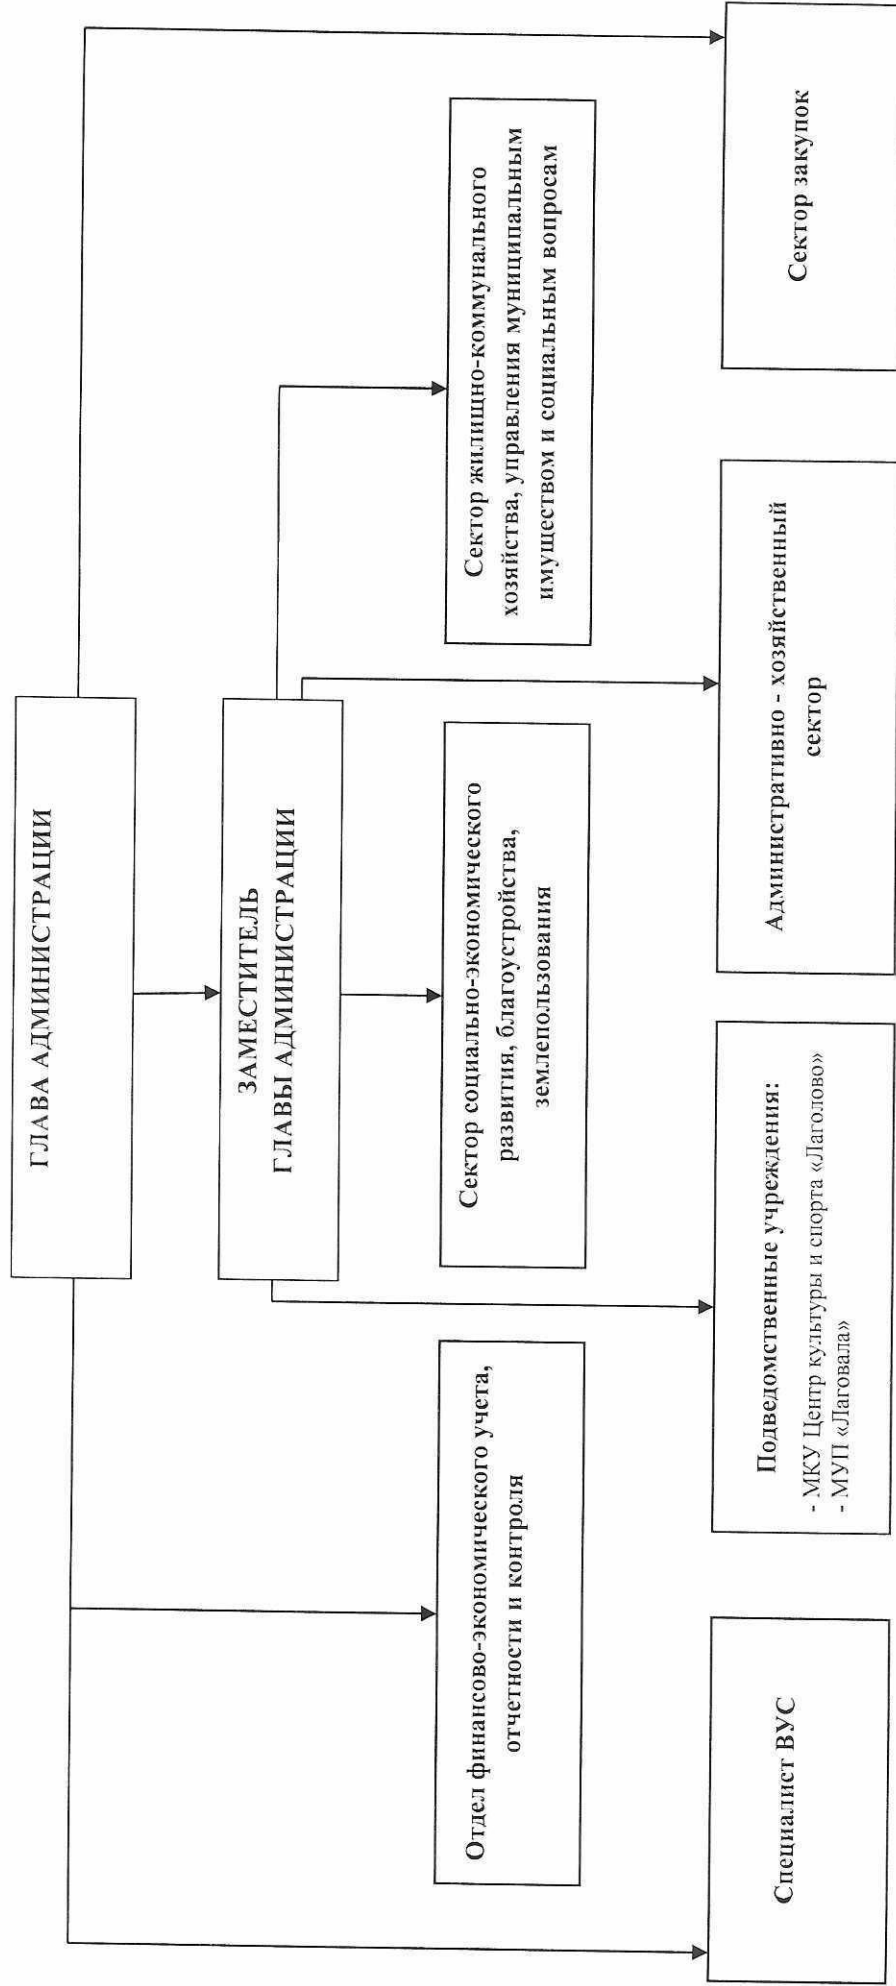 ГЛАВА АДМИНИСТРАЦИИ
ЗАМЕСТИТЕЛЬ
ГЛАВЫ АДМИНИСТРАЦИИ
Отдел финансово-экономического учета,
отчетности и контроля
Сектор социально-экономического
развития, благоустройства,
землепользования
Сектор жилищно-коммунального
хозяйства, управления муниципальным
имуществом и социальным вопросам
Специалист ВУС
Подведомственные учреждения:
- МКУ Центр культуры и спорта «Лаголово»
- МУП «Лаговала»
Административно - хозяйственный
сектор
Сектор закупок